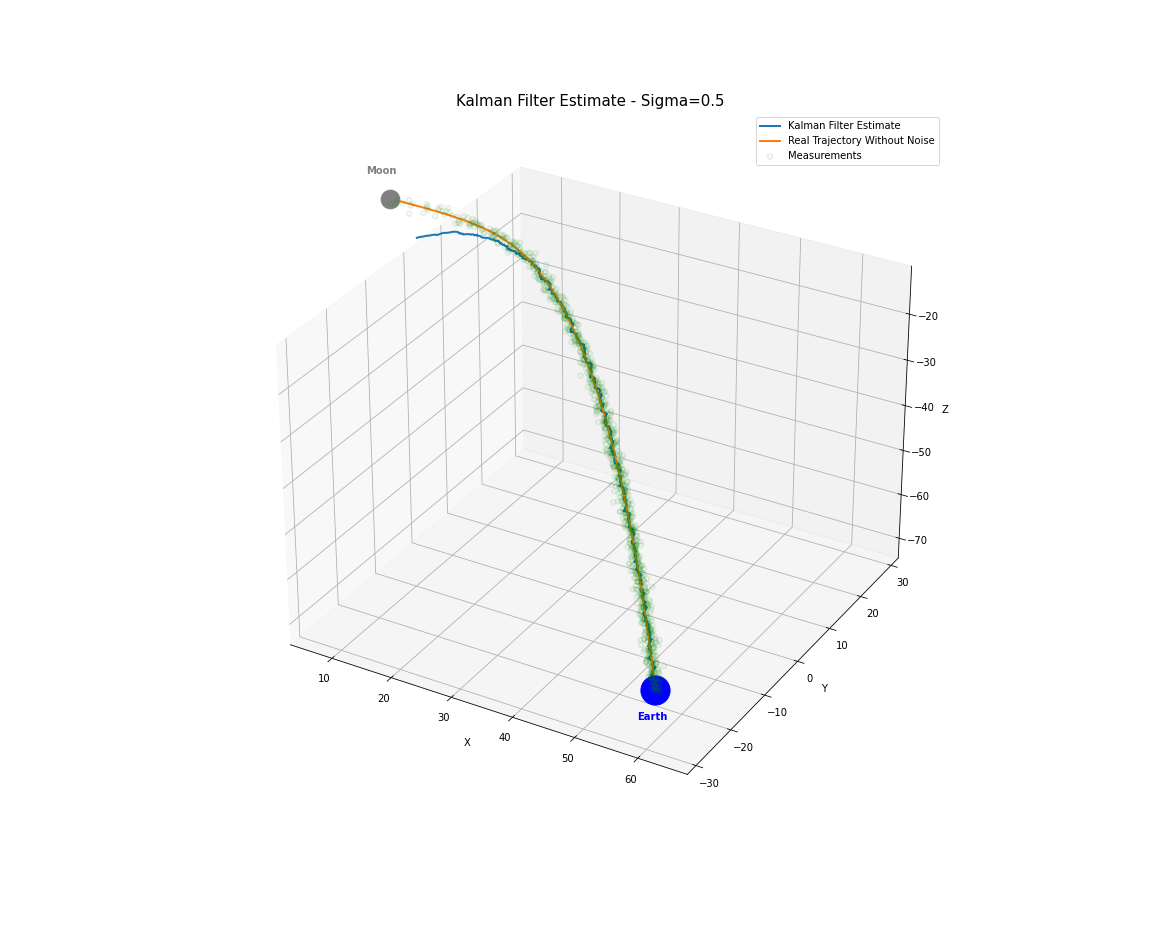 Kalman Filter Estimate - Sigma=0.5
Kalman Filter Estimate
Real Trajectory Without Noise
Measurements
Moon
−20
−30
−40
Z
−50
−60
−70
30
20
10
0
Y
−10
−20
−30
10
20
30
X
40
50
60
Earth